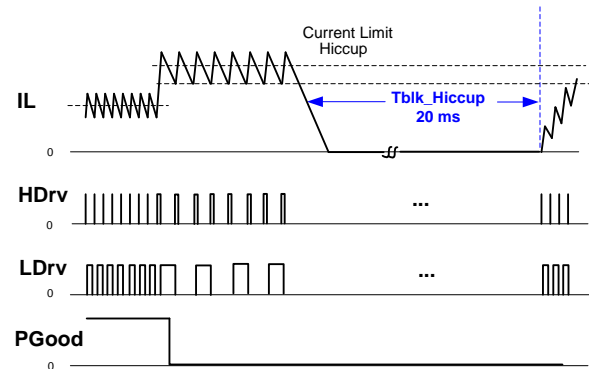 Current Limit
Hiccup
IL
Tblk_Hiccup
20 ms
0
HDrv
...
0
LDrv
...
0
PGood
0